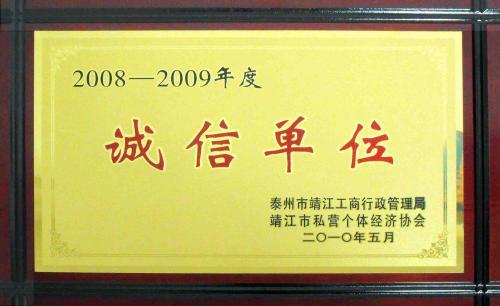 2008—2009年度
诚信单位
泰州市靖江工商行政管理局
靖江市私营个体经济协会
二〇一〇年五月